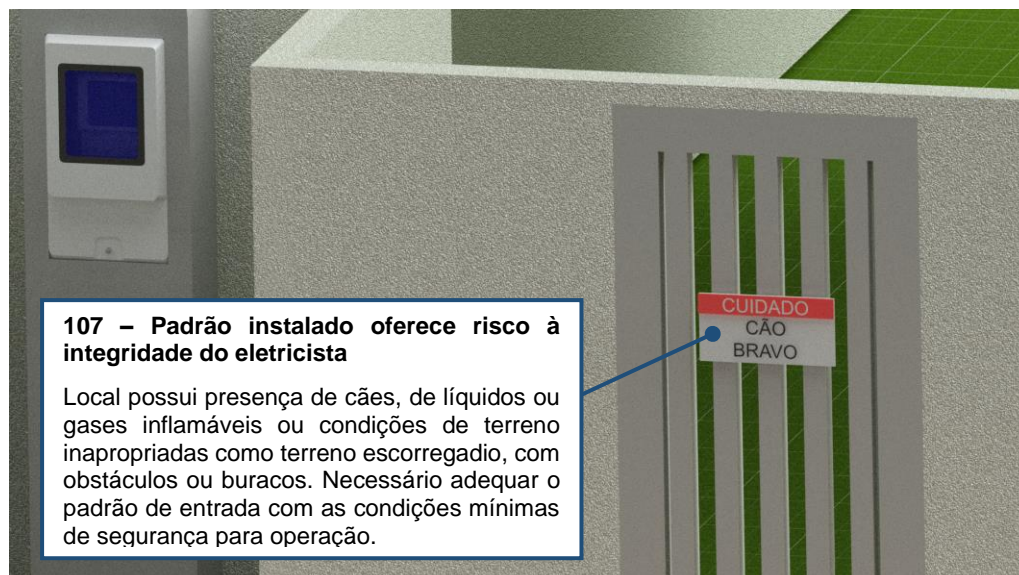 CUIDADO
CÃO
BRAVO
107 – Padrão instalado oferece risco à
integridade do eletricista
Local possui presença de cães, de líquidos ou
gases inflamáveis ou condições de terreno
inapropriadas como terreno escorregadio, com
obstáculos ou buracos. Necessário adequar o
padrão de entrada com as condições mínimas
de segurança para operação.